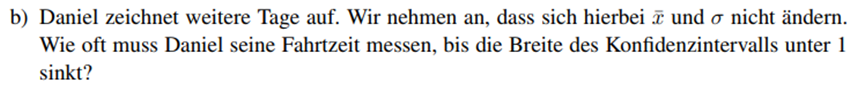 b) Daniel zeichnet weitere Tage auf. Wir nehmen an, dass sich hierbei x̄ und σ nicht ändern.
Wie oft muss Daniel seine Fahrtzeit messen, bis die Breite des Konfidenzintervalls unter 1
sinkt?